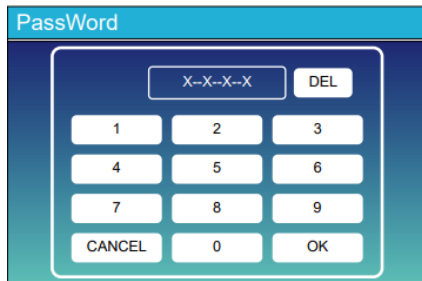 PassWord
X--X--X--X DEL
1 2 3
4 5 6
7 8 9
CANCEL 0 OK